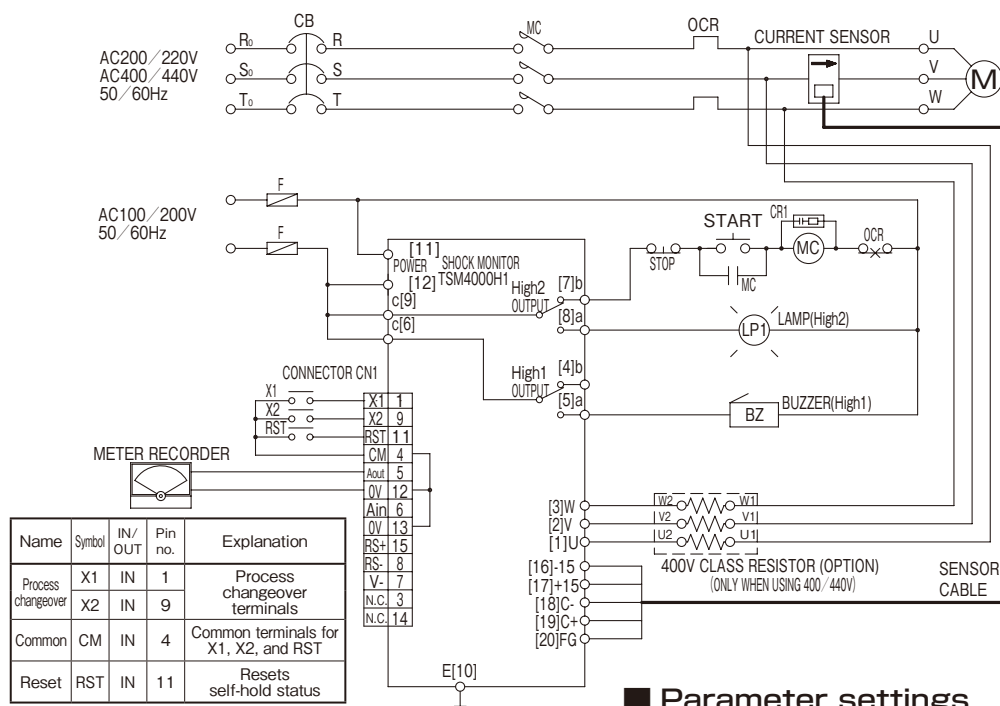 CB
MC
OCR
CURRENT SENSOR
AC200/220V
AC400/440V
50/60Hz
R0
R
U
S0
S
V
T0
T
W
M
AC100/200V
50/60Hz
F
F
[11]
POWER
SHOCK MONITOR
TSM4000H1
[12]
c[9]
c[6]
High2
OUTPUT
[7]b
[8]a
High1
OUTPUT
[4]b
[5]a
STOP
START
MC
CR1
MC
OCR
LP1
LAMP(High2)
BZ
BUZZER(High1)
CONNECTOR CN1
X1
X2
RST
X1 1
X2 9
RST 11
CM 4
Aout 5
0V 12
Ain 6
0V 13
RS+ 15
RS- 8
V- 7
N.C. 3
N.C. 14
METER RECORDER
[3]W
[2]V
[1]U
W2 W1
V2 V1
U2 U1
400V CLASS RESISTOR (OPTION)
(ONLY WHEN USING 400/440V)
[16]-15
[17]+15
[18]C-
[19]C+
[20]FG
SENSOR
CABLE
E[10]
Name Symbol IN/OUT Pin no. Explanation
Process changeover X1 IN 1 Process changeover terminals
X2 IN 9
Common CM IN 4 Common terminals for X1, X2, and RST
Reset RST IN 11 Resets self-hold status
■ Parameter settings